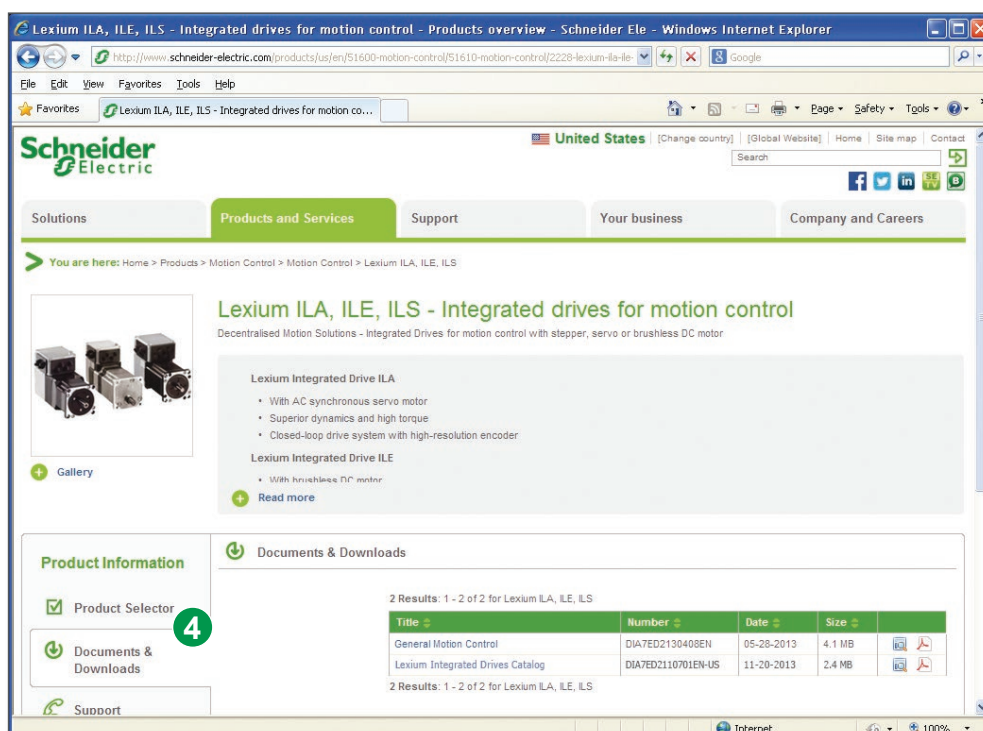 Lexium ILA, ILE, ILS - Integrated drives for motion control - Products overview - Schneider Ele - Windows Internet Explorer
http://www.schneider-electric.com/products/us/en/51600-motion-control/51610-motion-control/2228-lexium-ila-ile-
Google
File Edit View Favorites Tools Help
Favorites
Lexium ILA, ILE, ILS - Integrated drives for motion co...
Page Safety Tools
Schneider
Electric
United States [Change country] [Global Website] Home Site map Contact
Search
Solutions Products and Services Support Your business Company and Careers
You are here: Home > Products > Motion Control > Motion Control > Lexium ILA, ILE, ILS
Lexium ILA, ILE, ILS - Integrated drives for motion control
Decentralised Motion Solutions - Integrated Drives for motion control with stepper, servo or brushless DC motor
Lexium Integrated Drive ILA
• With AC synchronous servo motor
• Superior dynamics and high torque
• Closed-loop drive system with high-resolution encoder
Lexium Integrated Drive ILE
• With brushless DC motor
Gallery
Read more
Product Information
Product Selector
4
Documents &
Downloads
Support
Documents & Downloads
2 Results: 1 - 2 of 2 for Lexium ILA, ILE, ILS
Title Number Date Size
General Motion Control DIA7ED2130408EN 05-28-2013 4.1 MB
Lexium Integrated Drives Catalog DIA7ED2110701EN-US 11-20-2013 2.4 MB
2 Results: 1 - 2 of 2 for Lexium ILA, ILE, ILS
Internet 100%